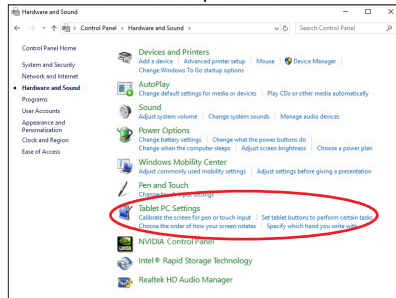 Hardware and Sound
Control Panel > Hardware and Sound >
Search Control Panel
Control Panel Home
System and Security
Network and Internet
Hardware and Sound
Programs
User Accounts
Appearance and
Personalization
Clock and Region
Ease of Access
Devices and Printers
Add a device | Advanced printer setup | Mouse | Device Manager |
Change Windows To Go startup options
AutoPlay
Change default settings for media or devices | Play CDs or other media automatically
Sound
Adjust system volume | Change system sounds | Manage audio devices
Power Options
Change battery settings | Change what the power buttons do |
Change when the computer sleeps | Adjust screen brightness | Choose a power plan
Windows Mobility Center
Adjust commonly used mobility settings | Adjust settings before giving a presentation
Pen and Touch
Change touch input settings
Tablet PC Settings
Calibrate the screen for pen or touch input | Set tablet buttons to perform certain tasks
Choose the order of how your screen rotates | Specify which hand you write with
NVIDIA Control Panel
Intel® Rapid Storage Technology
Realtek HD Audio Manager